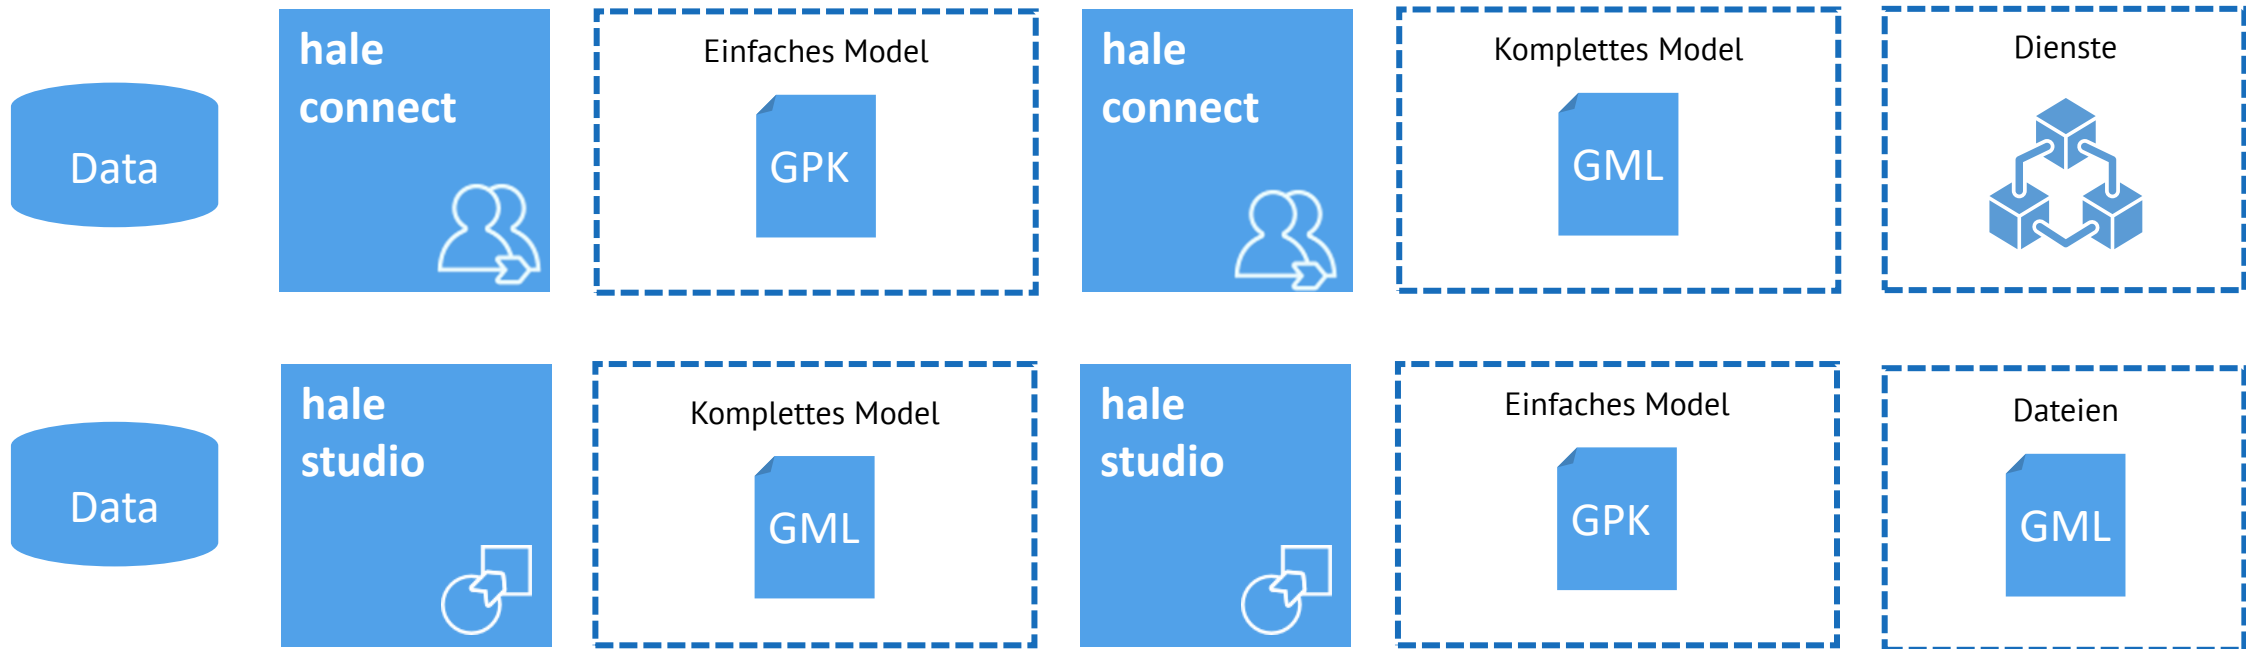 Data
hale
connect
Einfaches Model
GPK
hale
connect
Komplettes Model
GML
Dienste
Data
hale
studio
Komplettes Model
GML
hale
studio
Einfaches Model
GPK
Dateien
GML